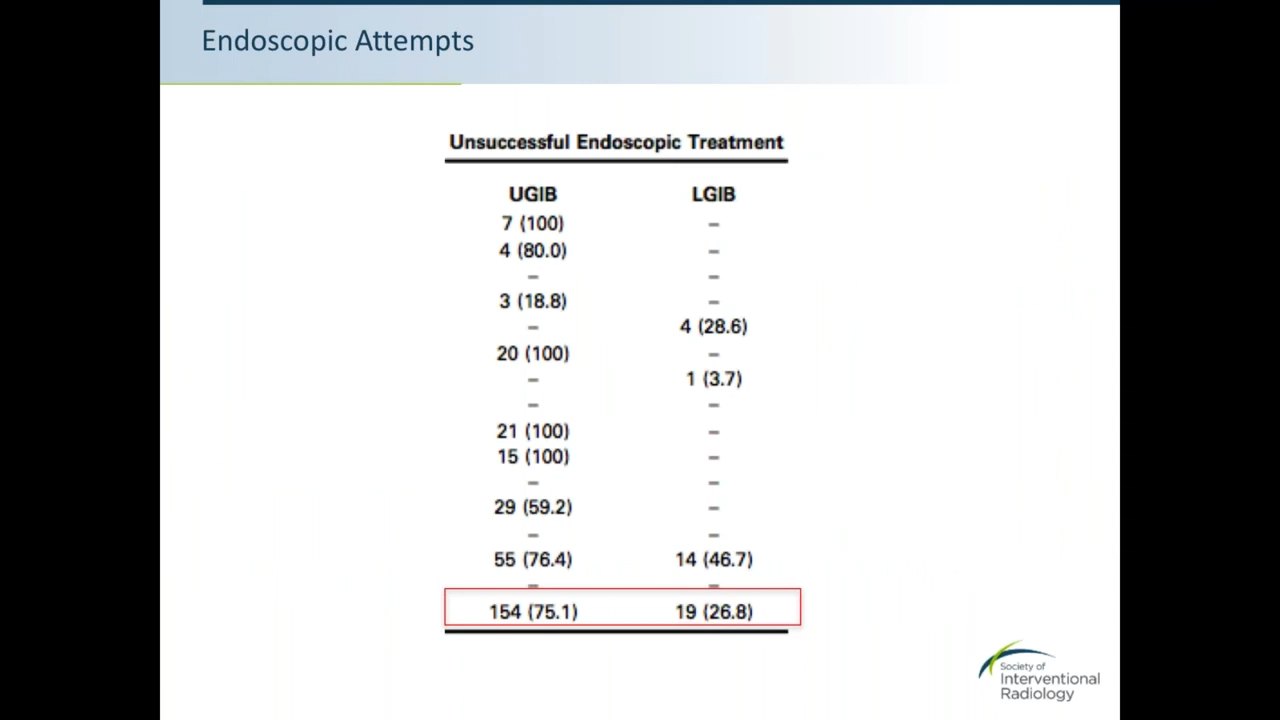 Endoscopic Attempts
Unsuccessful Endoscopic Treatment
UGIB LGIB
7 (100) –
4 (80.0) –
– –
3 (18.8) –
– 4 (28.6)
20 (100) –
– 1 (3.7)
– –
21 (100) –
15 (100) –
– –
29 (59.2) –
– –
55 (76.4) 14 (46.7)
– –
154 (75.1) 19 (26.8)
Society of
Interventional
Radiology